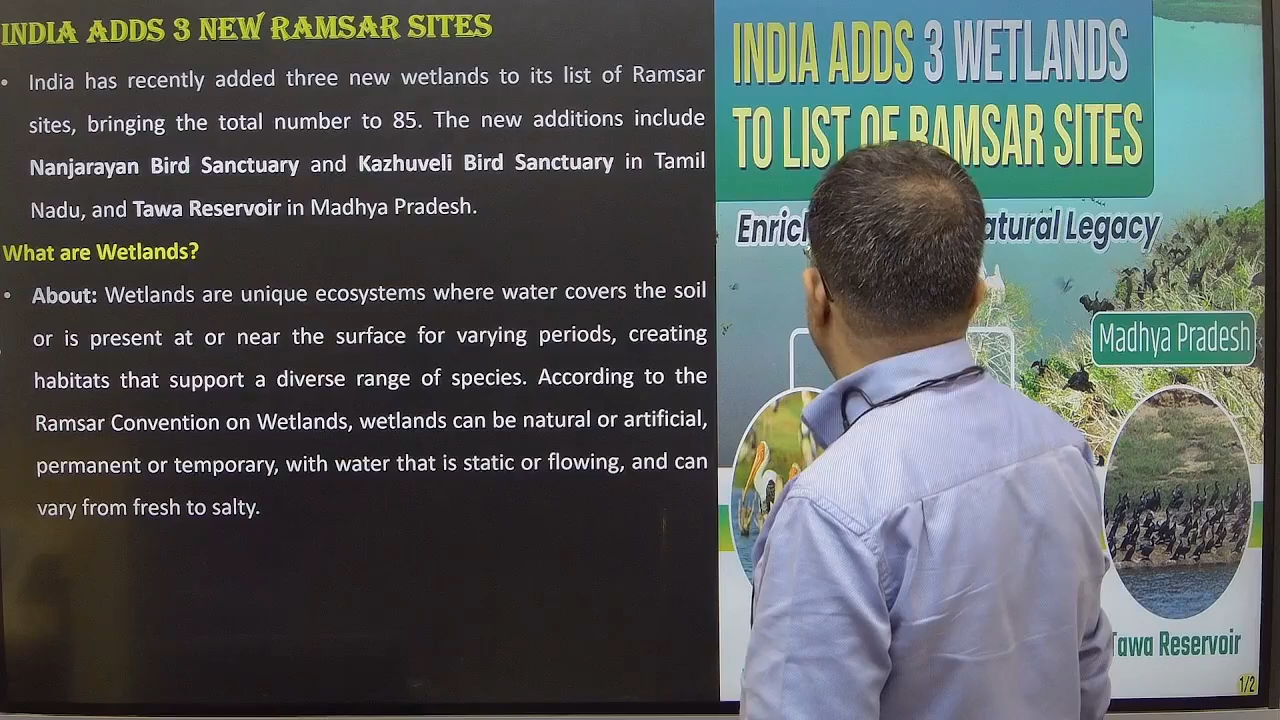 INDIA ADDS 3 NEW RAMSAR SITES
• India has recently added three new wetlands to its list of Ramsar
sites, bringing the total number to 85. The new additions include
Nanjarayan Bird Sanctuary and Kazhuveli Bird Sanctuary in Tamil
Nadu, and Tawa Reservoir in Madhya Pradesh.
What are Wetlands?
• About: Wetlands are unique ecosystems where water covers the soil
or is present at or near the surface for varying periods, creating
habitats that support a diverse range of species. According to the
Ramsar Convention on Wetlands, wetlands can be natural or artificial,
permanent or temporary, with water that is static or flowing, and can
vary from fresh to salty.
INDIA ADDS 3 WETLANDS
TO LIST OF RAMSAR SITES
Legacy
Madhya Pradesh
Tawa Reservoir
1/2